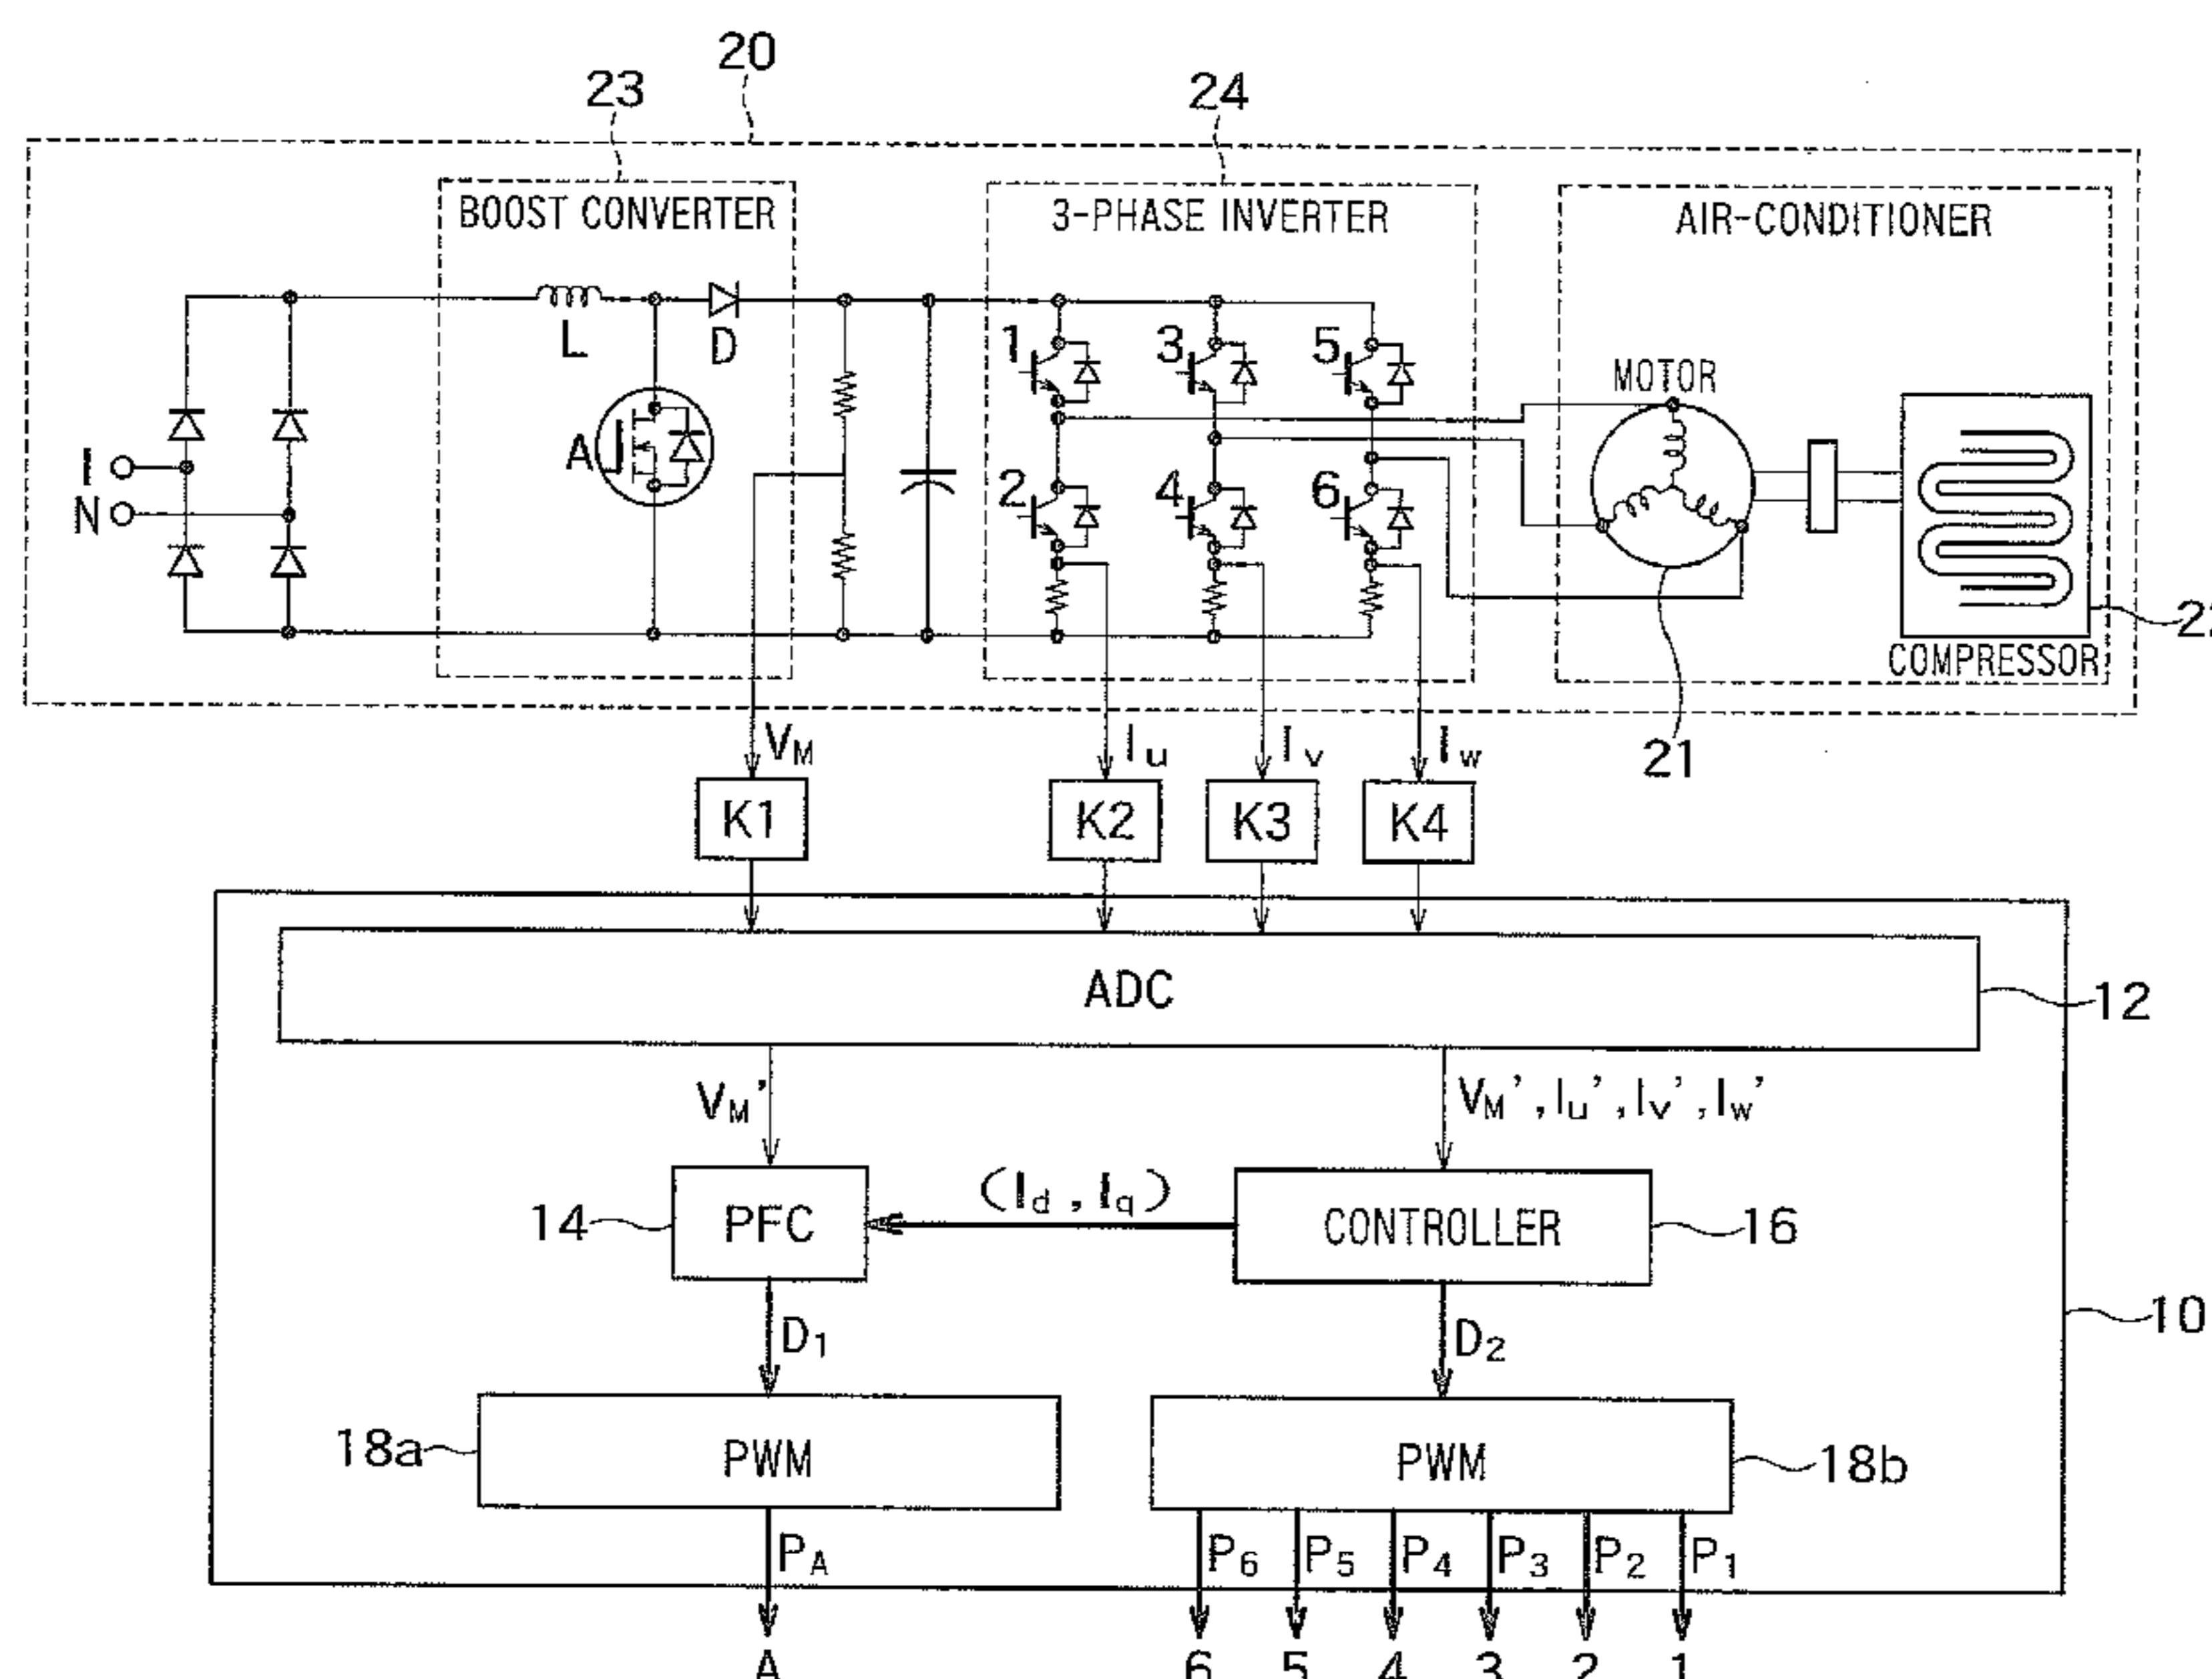 20
23
24
BOOST CONVERTER
3-PHASE INVERTER
AIR-CONDITIONER
L
D
1
3
5
MOTOR
A
I
N
2
4
6
COMPRESSOR
21
VM
Iu
Iv
Iw
K1
K2
K3
K4
ADC
12
VM'
VM', Iu', Iv', Iw'
(Id, Iq)
14
PFC
CONTROLLER
16
10
D1
D2
18a
PWM
PWM
18b
PA
P6
P5
P4
P3
P2
P1
A
6
5
4
3
2
1